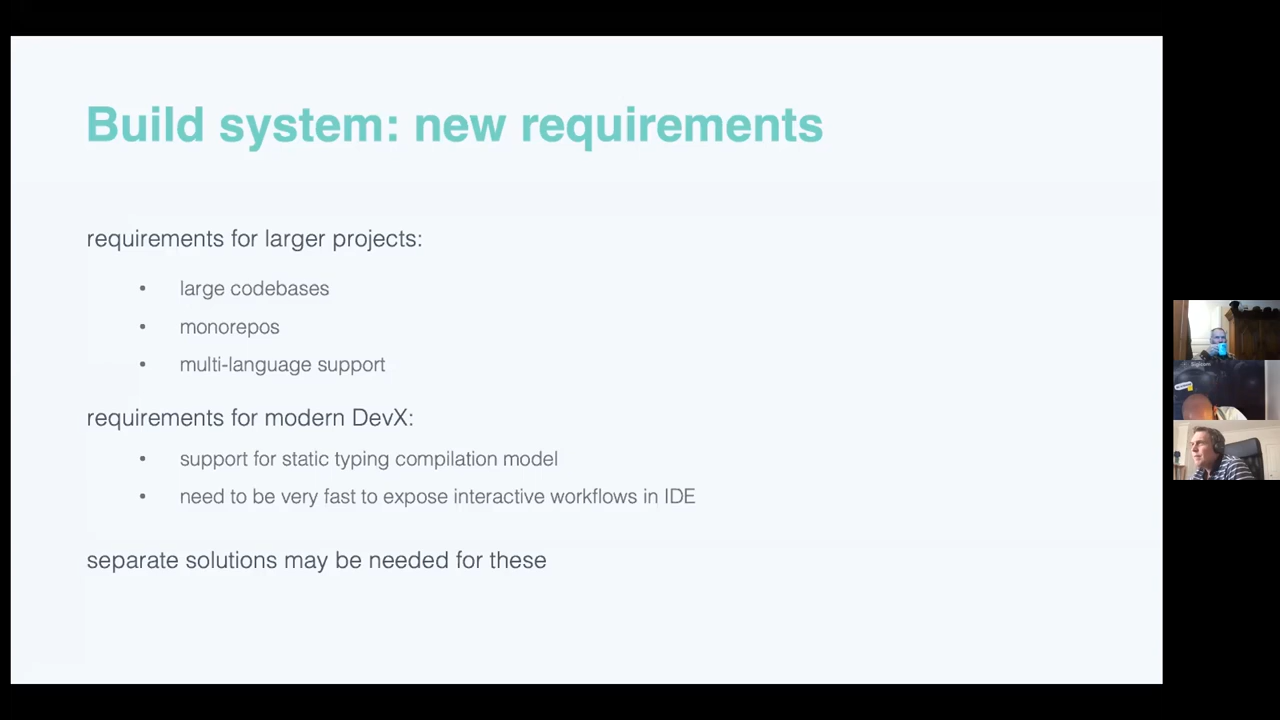 Build system: new requirements
requirements for larger projects:
• large codebases
• monorepos
• multi-language support
requirements for modern DevX:
• support for static typing compilation model
• need to be very fast to expose interactive workflows in IDE
separate solutions may be needed for these